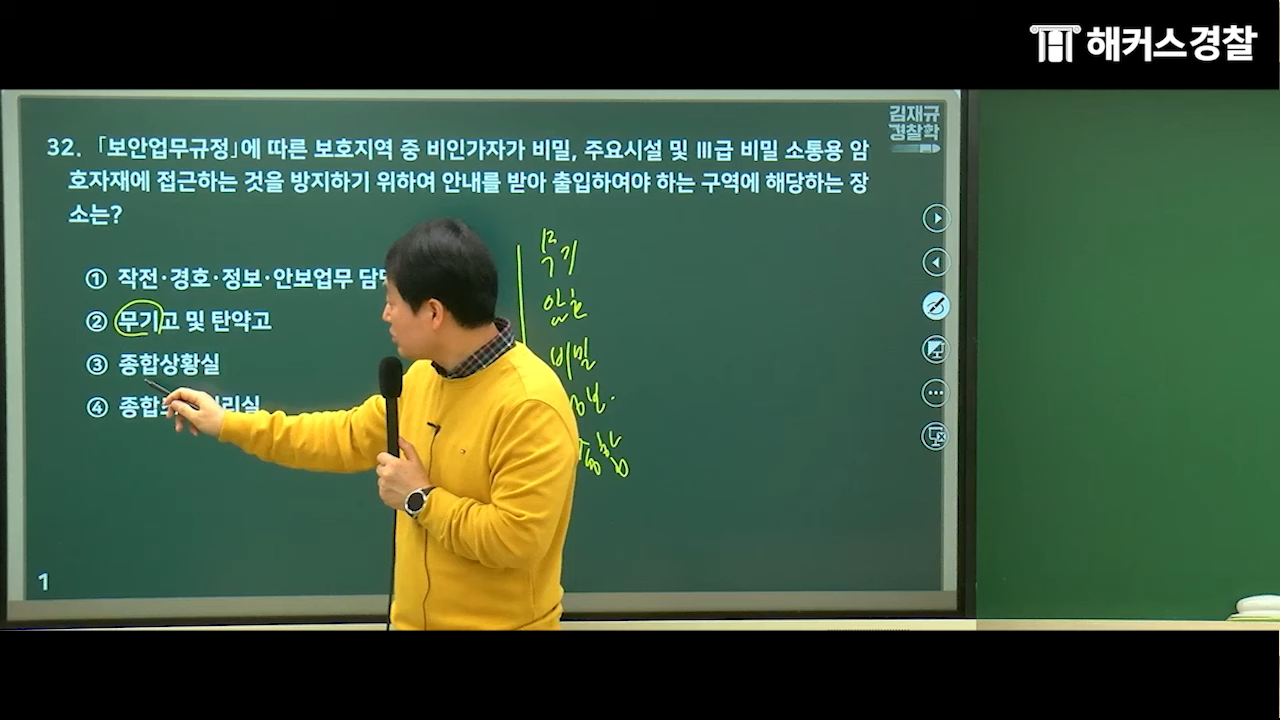 해커스경찰
김재규
경찰학
32. 「보안업무규정」에 따른 보호지역 중 비인가자가 비밀, 주요시설 및 Ⅲ급 비밀 소통용 암
호자재에 접근하는 것을 방지하기 위하여 안내를 받아 출입하여야 하는 구역에 해당하는 장
소는?
① 작전·경호·정보·안보업무
② 무기고 및 탄약고
③ 종합상황실
④ 종합
무기
암호
비밀
종합
1